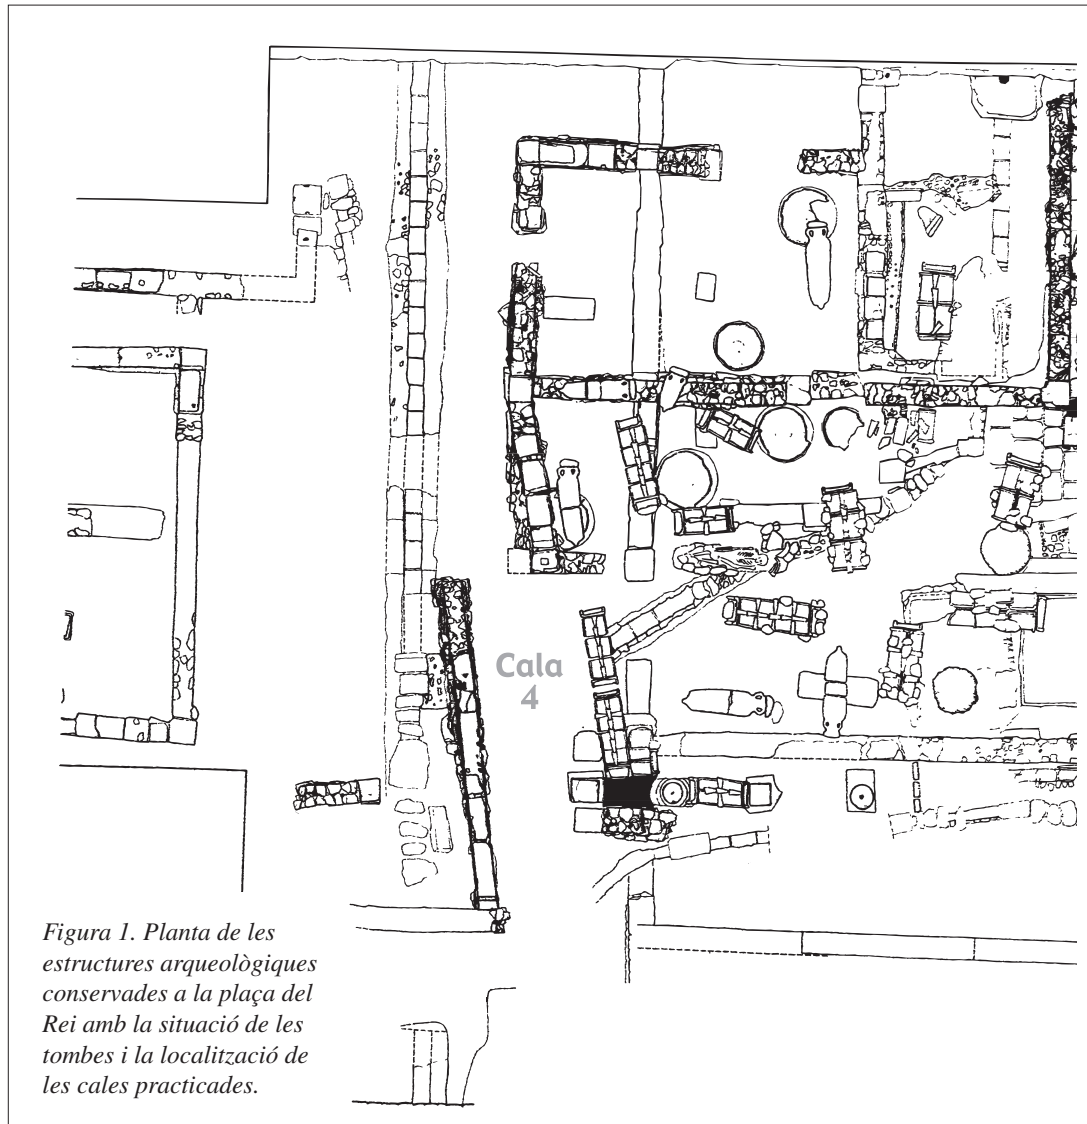 Cala
4
Figura 1. Planta de les
estructures arqueològiques
conservades a la plaça del
Rei amb la situació de les
tombes i la localització de
les cales practicades.